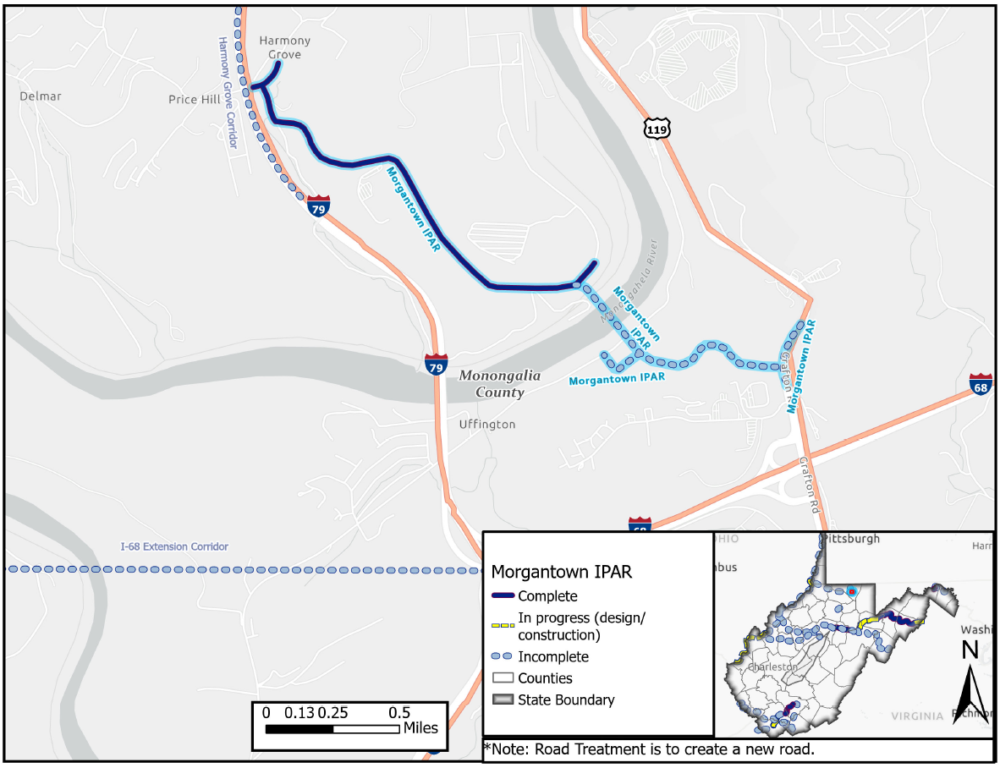 Harmony
Grove
Harmony Grove Corridor
Delmar
Price Hill
119
79
Morgantown IPAR
Monongahela River
Morgantown
IPAR
Morgantown IPAR
Grafton R
Morgantown IPAR
79
Monongalia
County
68
Uffington
Grafton Rd
68
I-68 Extension Corridor
Morgantown IPAR
Complete
In progress (design/
construction)
Incomplete
Counties
State Boundary
0 0.13 0.25 0.5
Miles
OHIO
Pittsburgh
Harr
bus
Washi
N
Charleston
VIRGINIA
Richmon
*Note: Road Treatment is to create a new road.